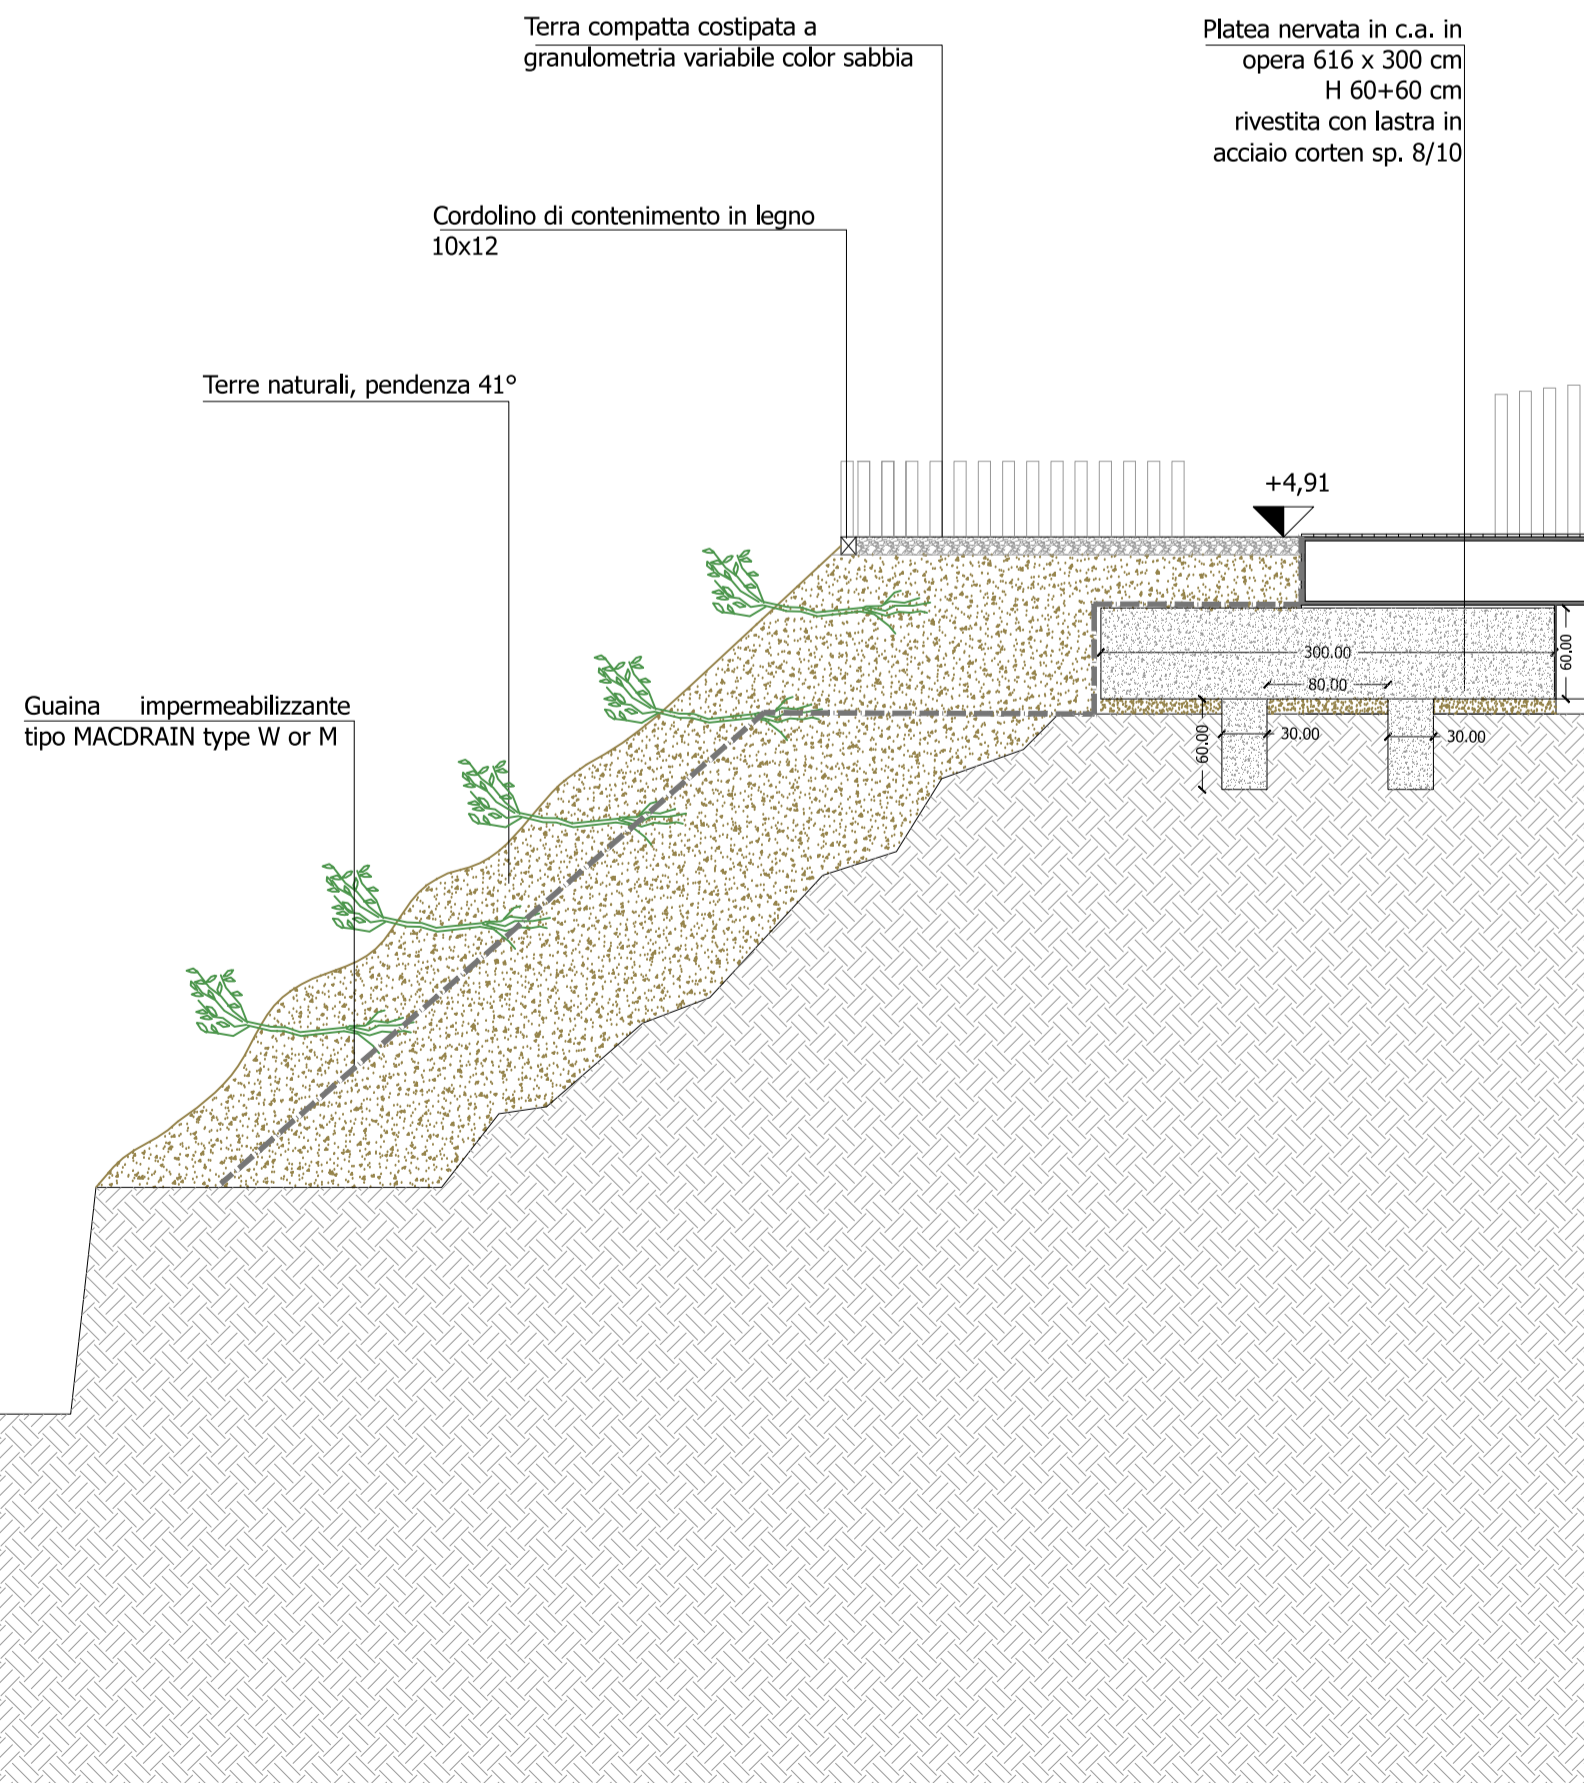 Terra compatta costipata a
granulometria variabile color sabbia
Platea nervata in c.a. in
opera 616 x 300 cm
H 60+60 cm
rivestita con lastra in
acciaio corten sp. 8/10
Cordolino di contenimento in legno
10x12
Terre naturali, pendenza 41°
+4,91
Guaina impermeabilizzante
tipo MACDRAIN type W or M
300.00
60.00
80.00
60.00
30.00
30.00